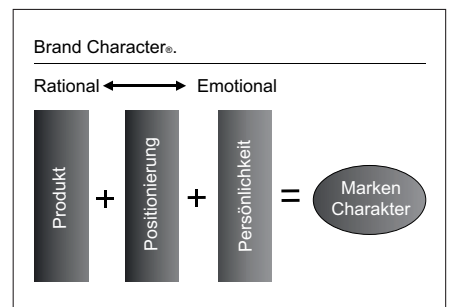 Brand Character®.
Rational Emotional
Produkt
+
Positionierung
+
Persönlichkeit
=
Marken
Charakter